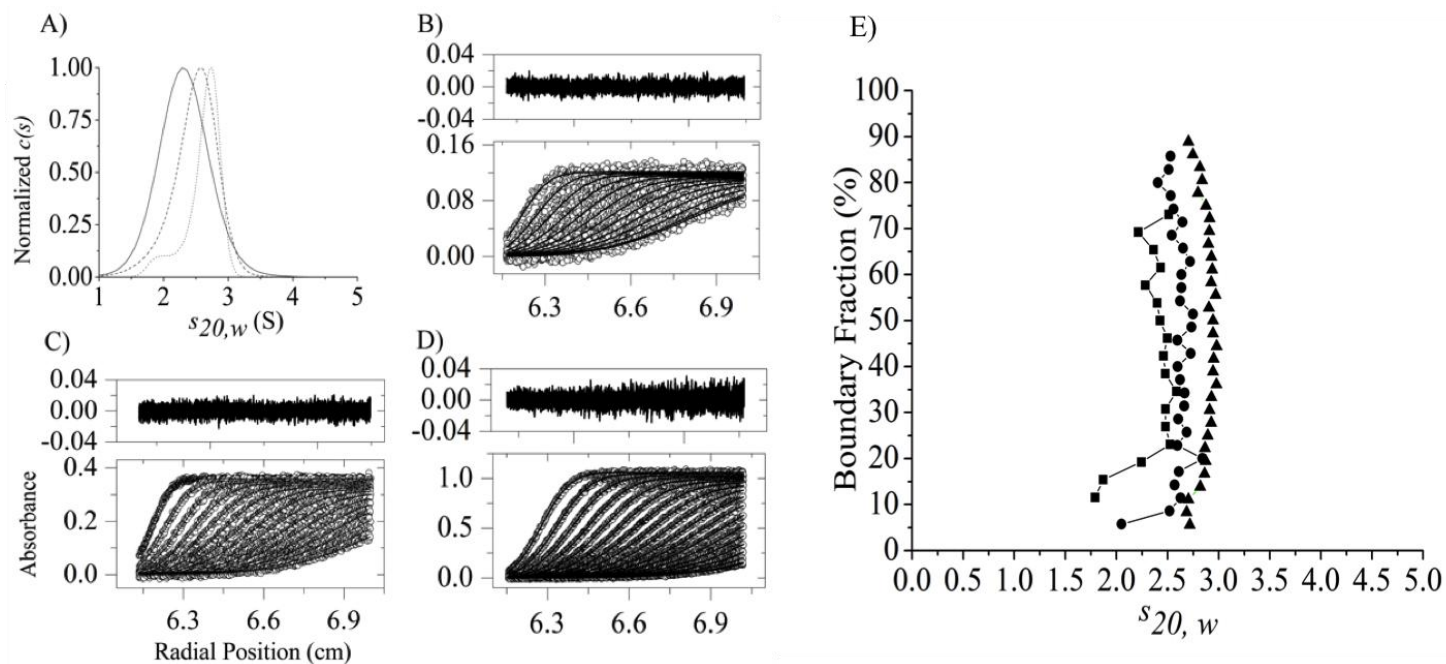 A)
Normalized c(s)
1.00
0.75
0.50
0.25
0.00
1 2 3 4 5
s20,w (S)
B)
0.04
0.00
-0.04
0.16
0.08
0.00
6.3 6.6 6.9
C)
0.04
0.00
-0.04
Absorbance
0.4
0.2
0.0
6.3 6.6 6.9
Radial Position (cm)
D)
0.04
0.00
-0.04
1.0
0.5
0.0
6.3 6.6 6.9
E)
Boundary Fraction (%)
100
90
80
70
60
50
40
30
20
10
0
0.0 0.5 1.0 1.5 2.0 2.5 3.0 3.5 4.0 4.5 5.0
s20, w